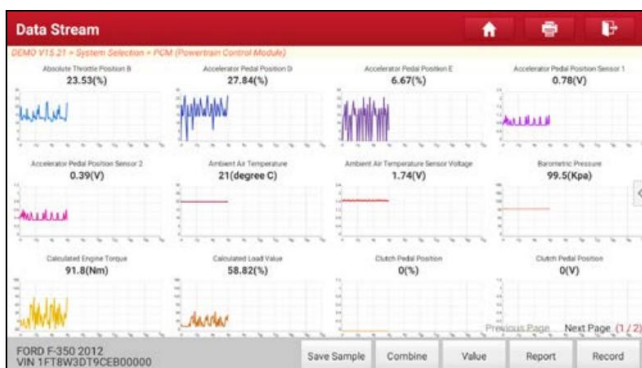 Data Stream
DEMO V15.21 > System Selection > PCM (Powertrain Control Module)
Absolute Throttle Position B
23.53(%)
Accelerator Pedal Position D
27.84(%)
Accelerator Pedal Position E
6.67(%)
Accelerator Pedal Position Sensor 1
0.78(V)
Accelerator Pedal Position Sensor 2
0.39(V)
Ambient Air Temperature
21(degree C)
Ambient Air Temperature Sensor Voltage
1.74(V)
Barometric Pressure
99.5(Kpa)
Calculated Engine Torque
91.8(Nm)
Calculated Load Value
58.82(%)
Clutch Pedal Position
0(%)
Clutch Pedal Position
0(V)
Previous Page Next Page (1 / 2)
FORD F-350 2012
VIN 1FT8W3DT9CEB00000
Save Sample Combine Value Report Record